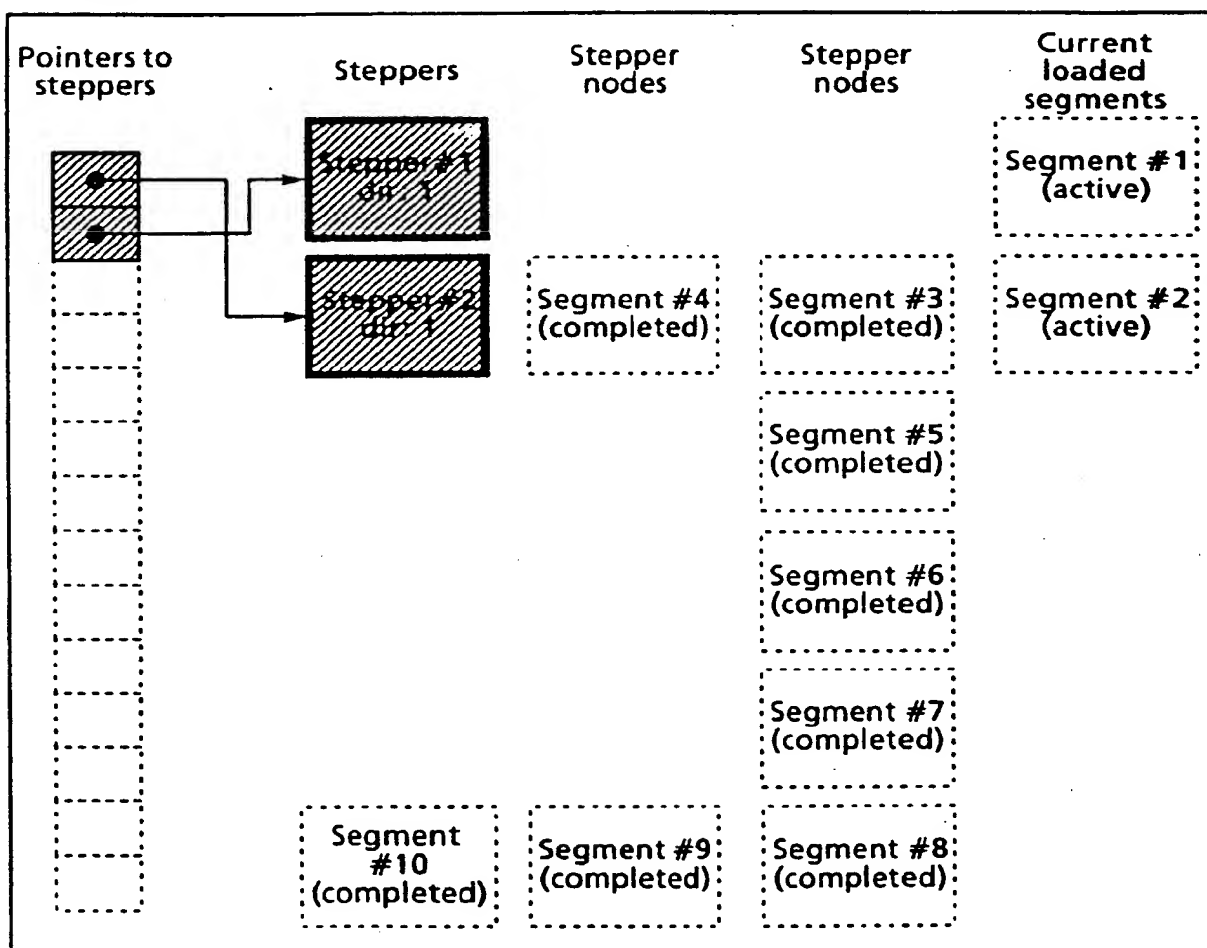 Pointers to
steppers
Steppers
Stepper
nodes
Stepper
nodes
Current
loaded
segments
Stepper#1
dir: 1
Segment #1
(active)
Stepper#2
dir: 1
Segment #4
(completed)
Segment #3
(completed)
Segment #2
(active)
Segment #5
(completed)
Segment #6
(completed)
Segment #7
(completed)
Segment
#10
(completed)
Segment #9
(completed)
Segment #8
(completed)